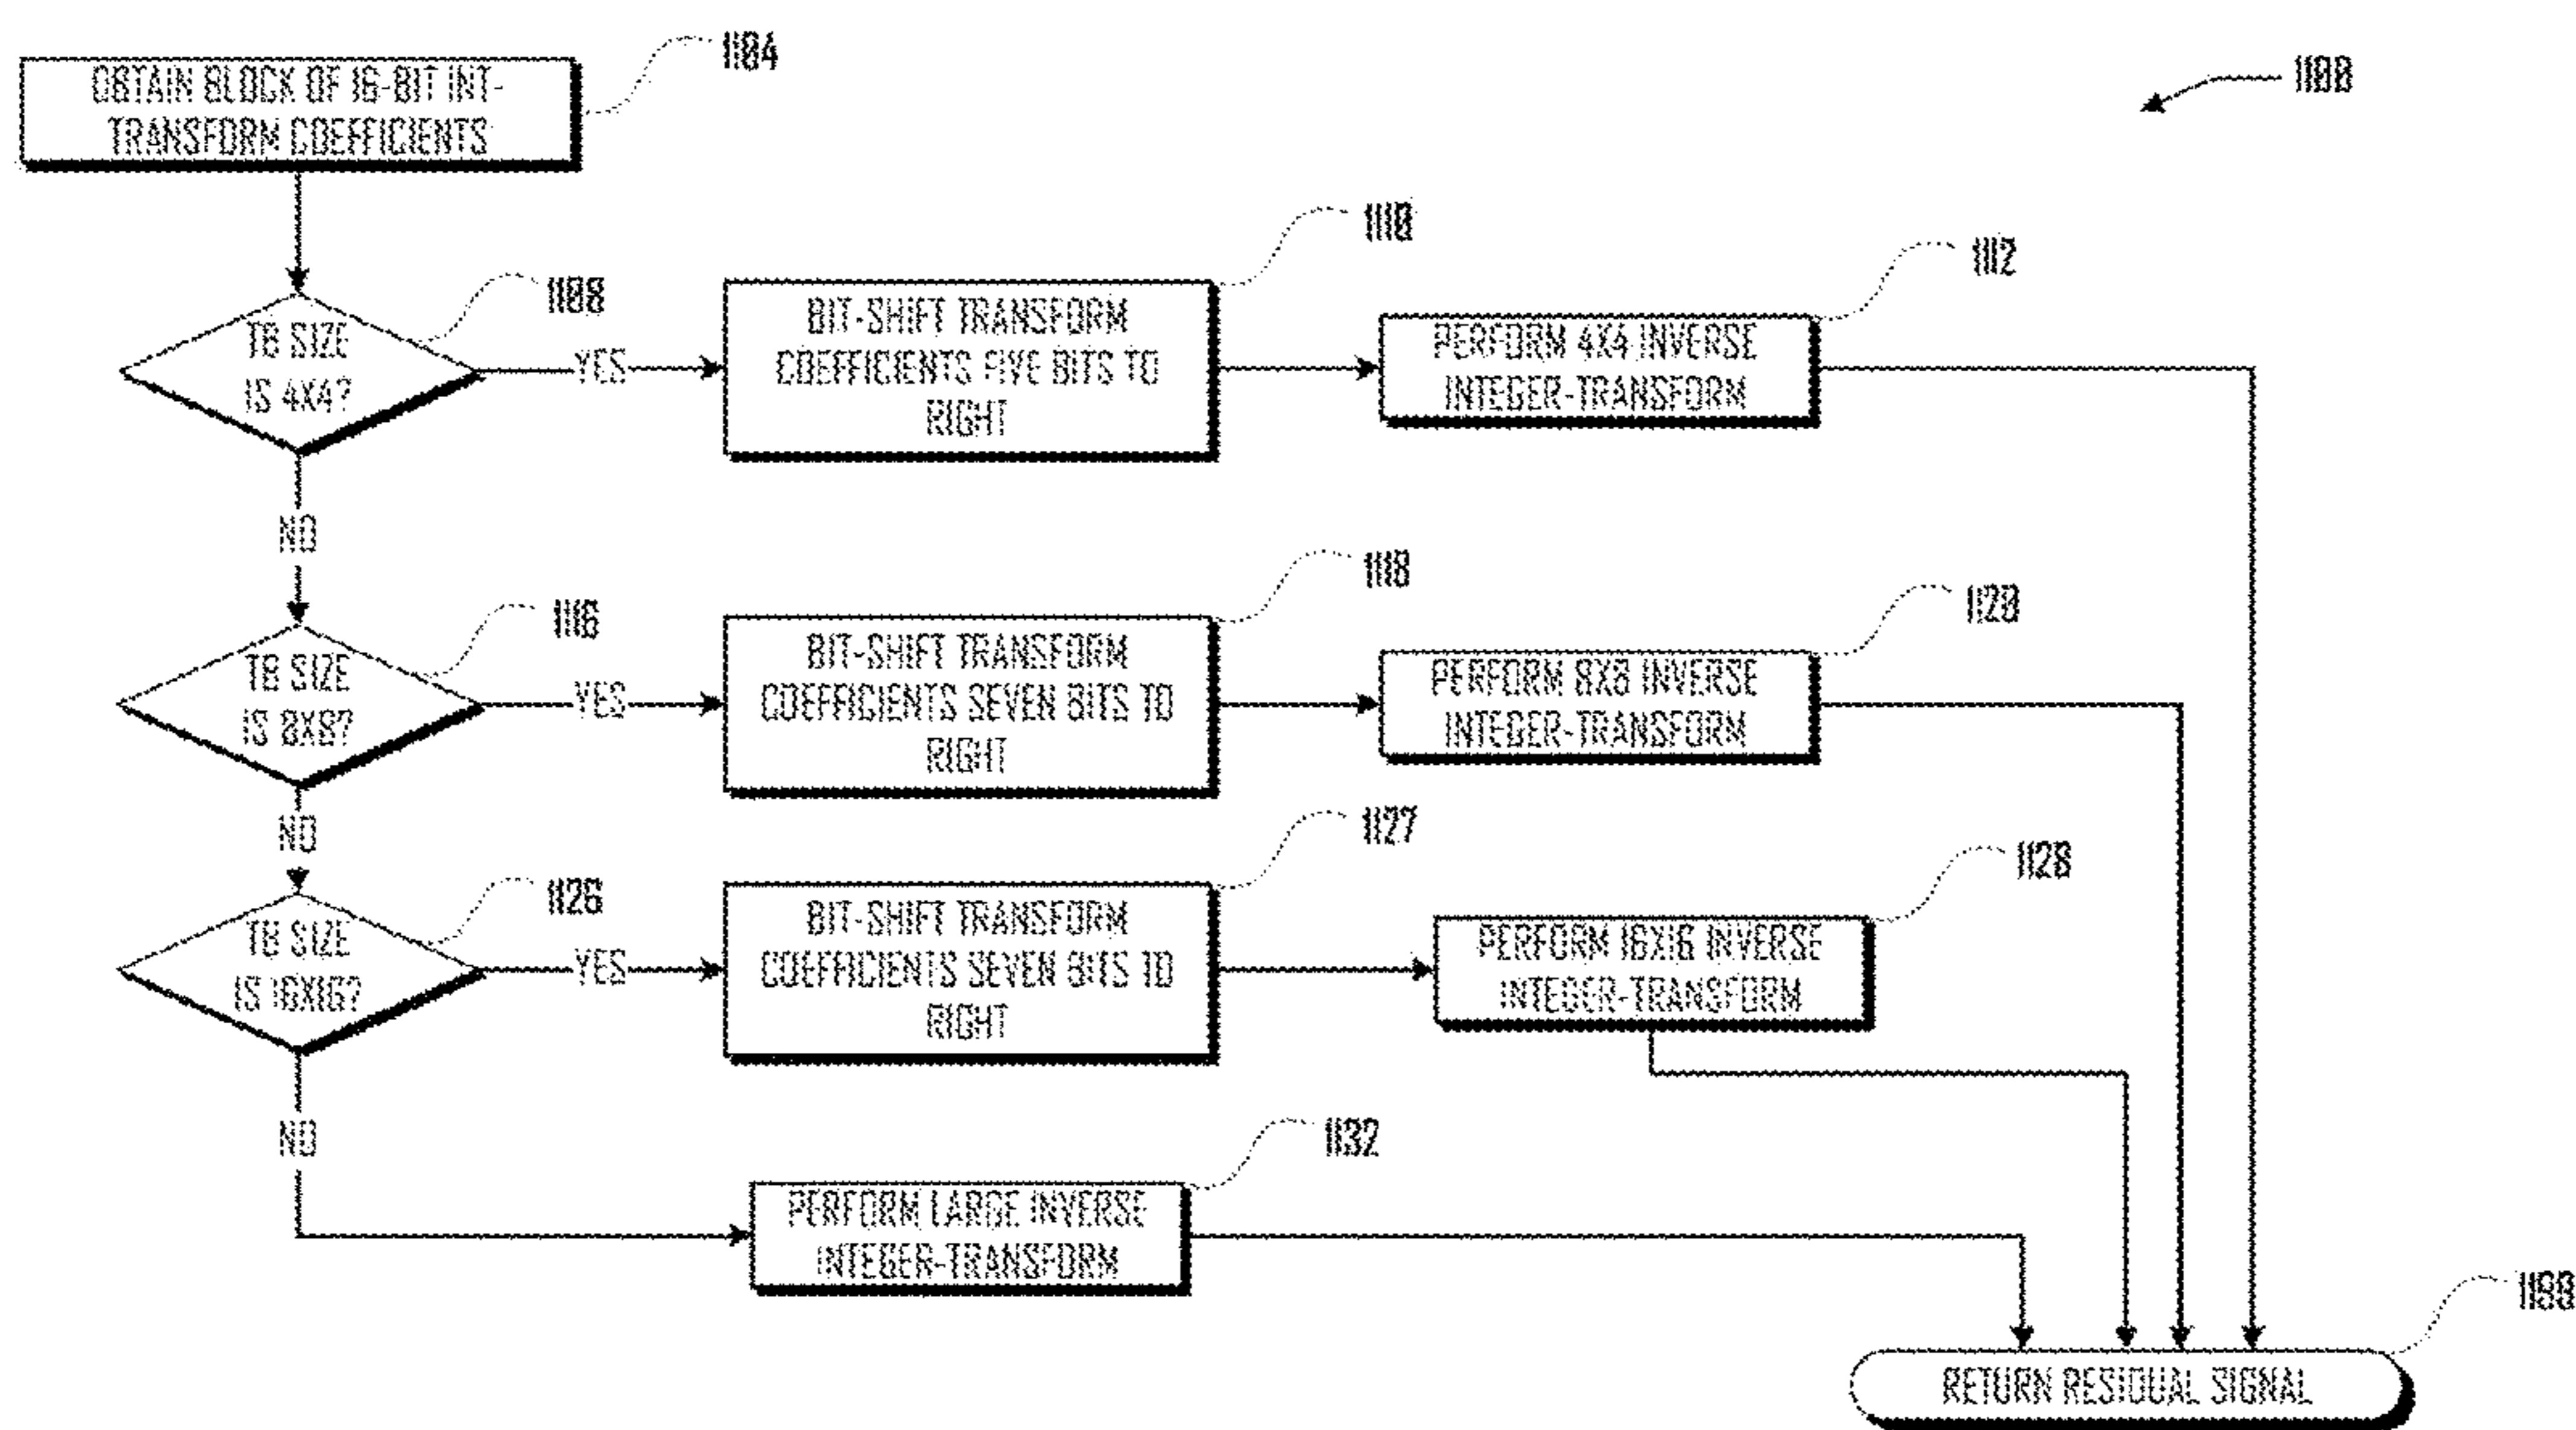 1104
OBTAIN BLOCK OF 16-BIT INT-
TRANSFORM COEFFICIENTS
1100
1108
TB SIZE
IS 4X4?
YES
1110
BIT-SHIFT TRANSFORM
COEFFICIENTS FIVE BITS TO
RIGHT
1112
PERFORM 4X4 INVERSE
INTEGER-TRANSFORM
NO
1116
TB SIZE
IS 8X8?
YES
1118
BIT-SHIFT TRANSFORM
COEFFICIENTS SEVEN BITS TO
RIGHT
1120
PERFORM 8X8 INVERSE
INTEGER-TRANSFORM
NO
1126
TB SIZE
IS 16X16?
YES
1127
BIT-SHIFT TRANSFORM
COEFFICIENTS SEVEN BITS TO
RIGHT
1128
PERFORM 16X16 INVERSE
INTEGER-TRANSFORM
NO
1132
PERFORM LARGE INVERSE
INTEGER-TRANSFORM
1199
RETURN RESIDUAL SIGNAL